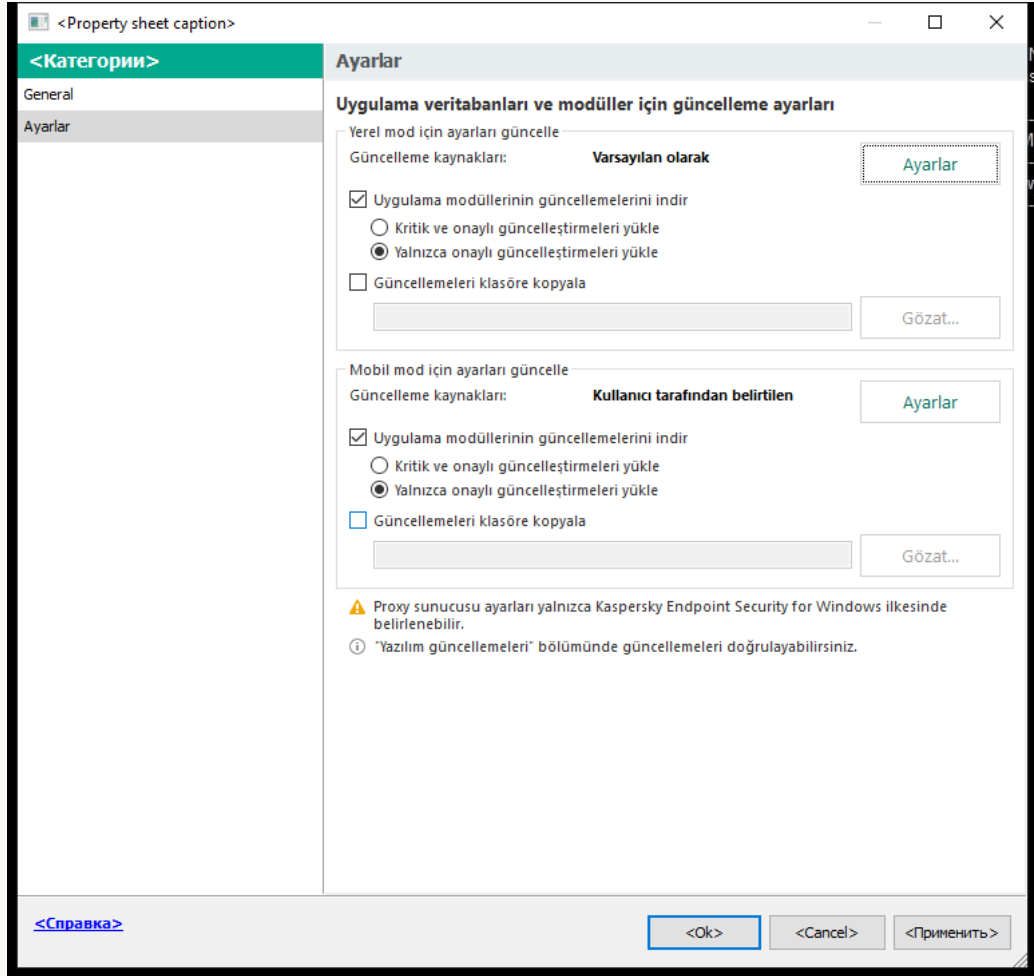 <Property sheet caption>
<Категории>
General
Ayarlar
Ayarlar
Uygulama veritabanları ve modüller için güncelleme ayarları
Yerel mod için ayarları güncelle
Güncelleme kaynakları: Varsayılan olarak
Ayarlar
Uygulama modüllerinin güncellemelerini indir
Kritik ve onaylı güncelleştirmeleri yükle
Yalnızca onaylı güncelleştirmeleri yükle
Güncellemeleri klasöre kopyala
Gözat...
Mobil mod için ayarları güncelle
Güncelleme kaynakları: Kullanıcı tarafından belirtilen
Ayarlar
Uygulama modüllerinin güncellemelerini indir
Kritik ve onaylı güncelleştirmeleri yükle
Yalnızca onaylı güncelleştirmeleri yükle
Güncellemeleri klasöre kopyala
Gözat...
Proxy sunucusu ayarları yalnızca Kaspersky Endpoint Security for Windows ilkesinde
belirlenebilir.
"Yazılım güncellemeleri" bölümünde güncellemeleri doğrulayabilirsiniz.
<Справка>
<Ok> <Cancel> <Применить>